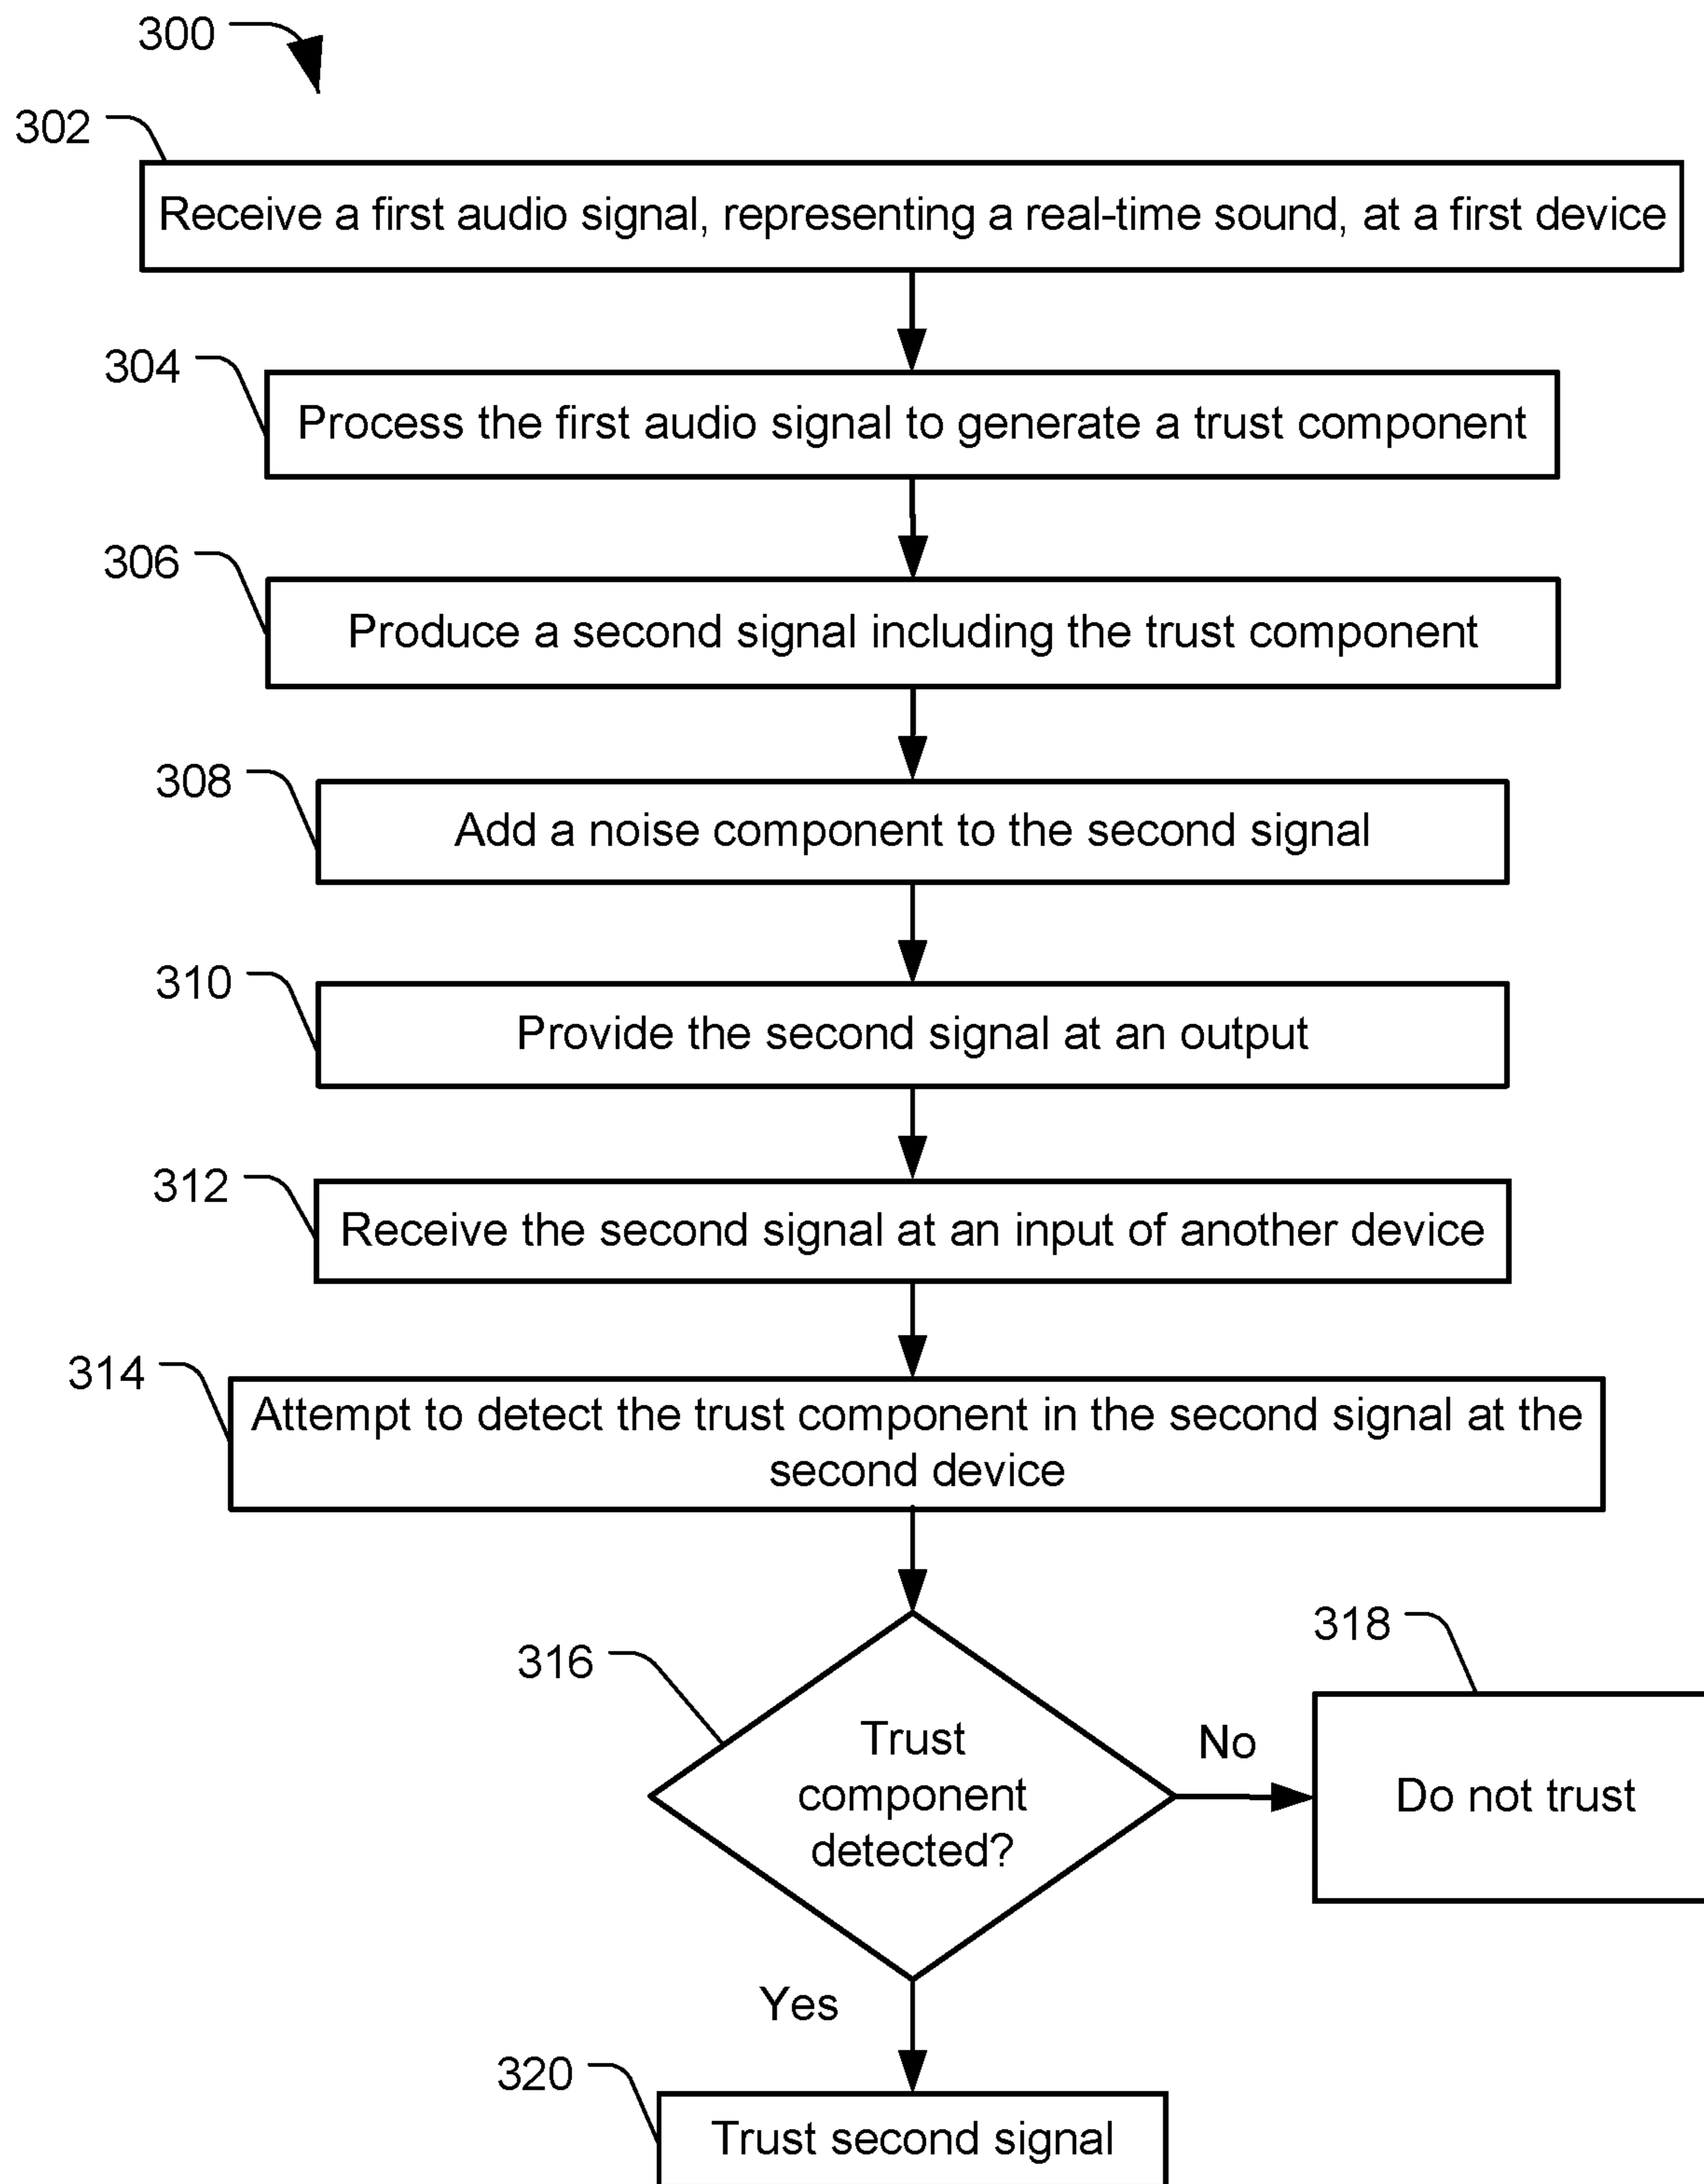 300
302
Receive a first audio signal, representing a real-time sound, at a first device
304
Process the first audio signal to generate a trust component
306
Produce a second signal including the trust component
308
Add a noise component to the second signal
310
Provide the second signal at an output
312
Receive the second signal at an input of another device
314
Attempt to detect the trust component in the second signal at the
second device
316
Trust
component
detected?
No
318
Do not trust
Yes
320
Trust second signal